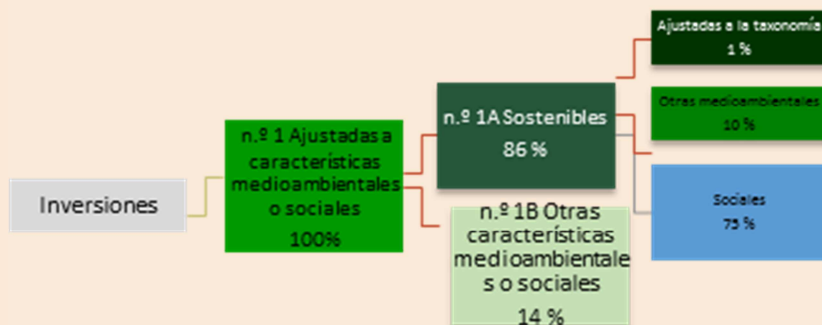 Inversiones
n.º 1 Ajustadas a
características
medioambientales
o sociales
100%
n.º 1A Sostenibles
86 %
n.º 1B Otras
características
medioambientale
s o sociales
14 %
Ajustadas a la taxonomía
1 %
Otras medioambientales
10 %
Sociales
75 %